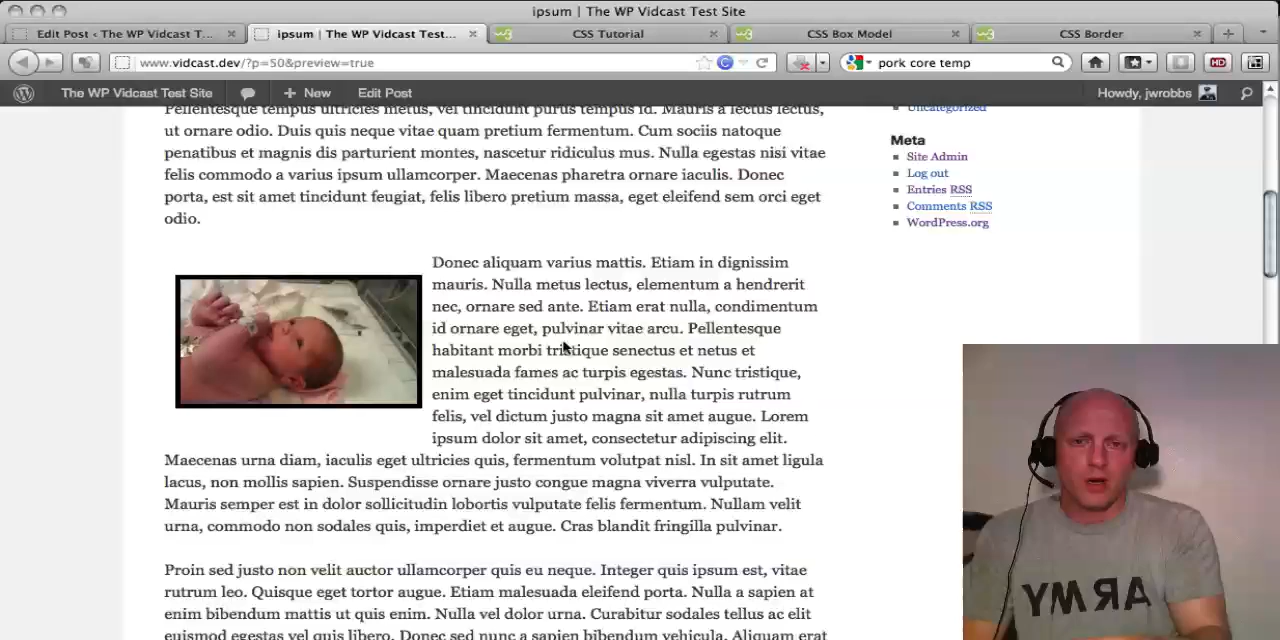 ipsum | The WP Vidcast Test Site
Edit Post ‹ The WP Vidcast T...
ipsum | The WP Vidcast Test...
CSS Tutorial
CSS Box Model
CSS Border
www.vidcast.dev/?p=50&preview=true
pork core temp
HD
The WP Vidcast Test Site
New
Edit Post
Howdy, jwrobbs
Pellentesque tempus ultricies metus, vel tincidunt purus tempus id. Mauris a lectus lectus,
ut ornare odio. Duis quis neque vitae quam pretium fermentum. Cum sociis natoque
penatibus et magnis dis parturient montes, nascetur ridiculus mus. Nulla egestas nisi vitae
felis commodo a varius ipsum ullamcorper. Maecenas pharetra ornare iaculis. Donec
porta, est sit amet tincidunt feugiat, felis libero pretium massa, eget eleifend sem orci eget
odio.
Uncategorized
Meta
Site Admin
Log out
Entries RSS
Comments RSS
WordPress.org
Donec aliquam varius mattis. Etiam in dignissim
mauris. Nulla metus lectus, elementum a hendrerit
nec, ornare sed ante. Etiam erat nulla, condimentum
id ornare eget, pulvinar vitae arcu. Pellentesque
habitant morbi tristique senectus et netus et
malesuada fames ac turpis egestas. Nunc tristique,
enim eget tincidunt pulvinar, nulla turpis rutrum
felis, vel dictum justo magna sit amet augue. Lorem
ipsum dolor sit amet, consectetur adipiscing elit.
Maecenas urna diam, iaculis eget ultricies quis, fermentum volutpat nisl. In sit amet ligula
lacus, non mollis sapien. Suspendisse ornare justo congue magna viverra vulputate.
Mauris semper est in dolor sollicitudin lobortis vulputate felis fermentum. Nullam velit
urna, commodo non sodales quis, imperdiet et augue. Cras blandit fringilla pulvinar.
Proin sed justo non velit auctor ullamcorper quis eu neque. Integer quis ipsum est, vitae
rutrum leo. Quisque eget tortor augue. Etiam malesuada eleifend porta. Nulla a sapien at
enim bibendum mattis ut quis enim. Nulla vel dolor urna. Curabitur sodales tellus ac elit
euismod egestas vel quis libero. Donec sed nunc a sapien bibendum vehicula. Aliquam erat
ARMY